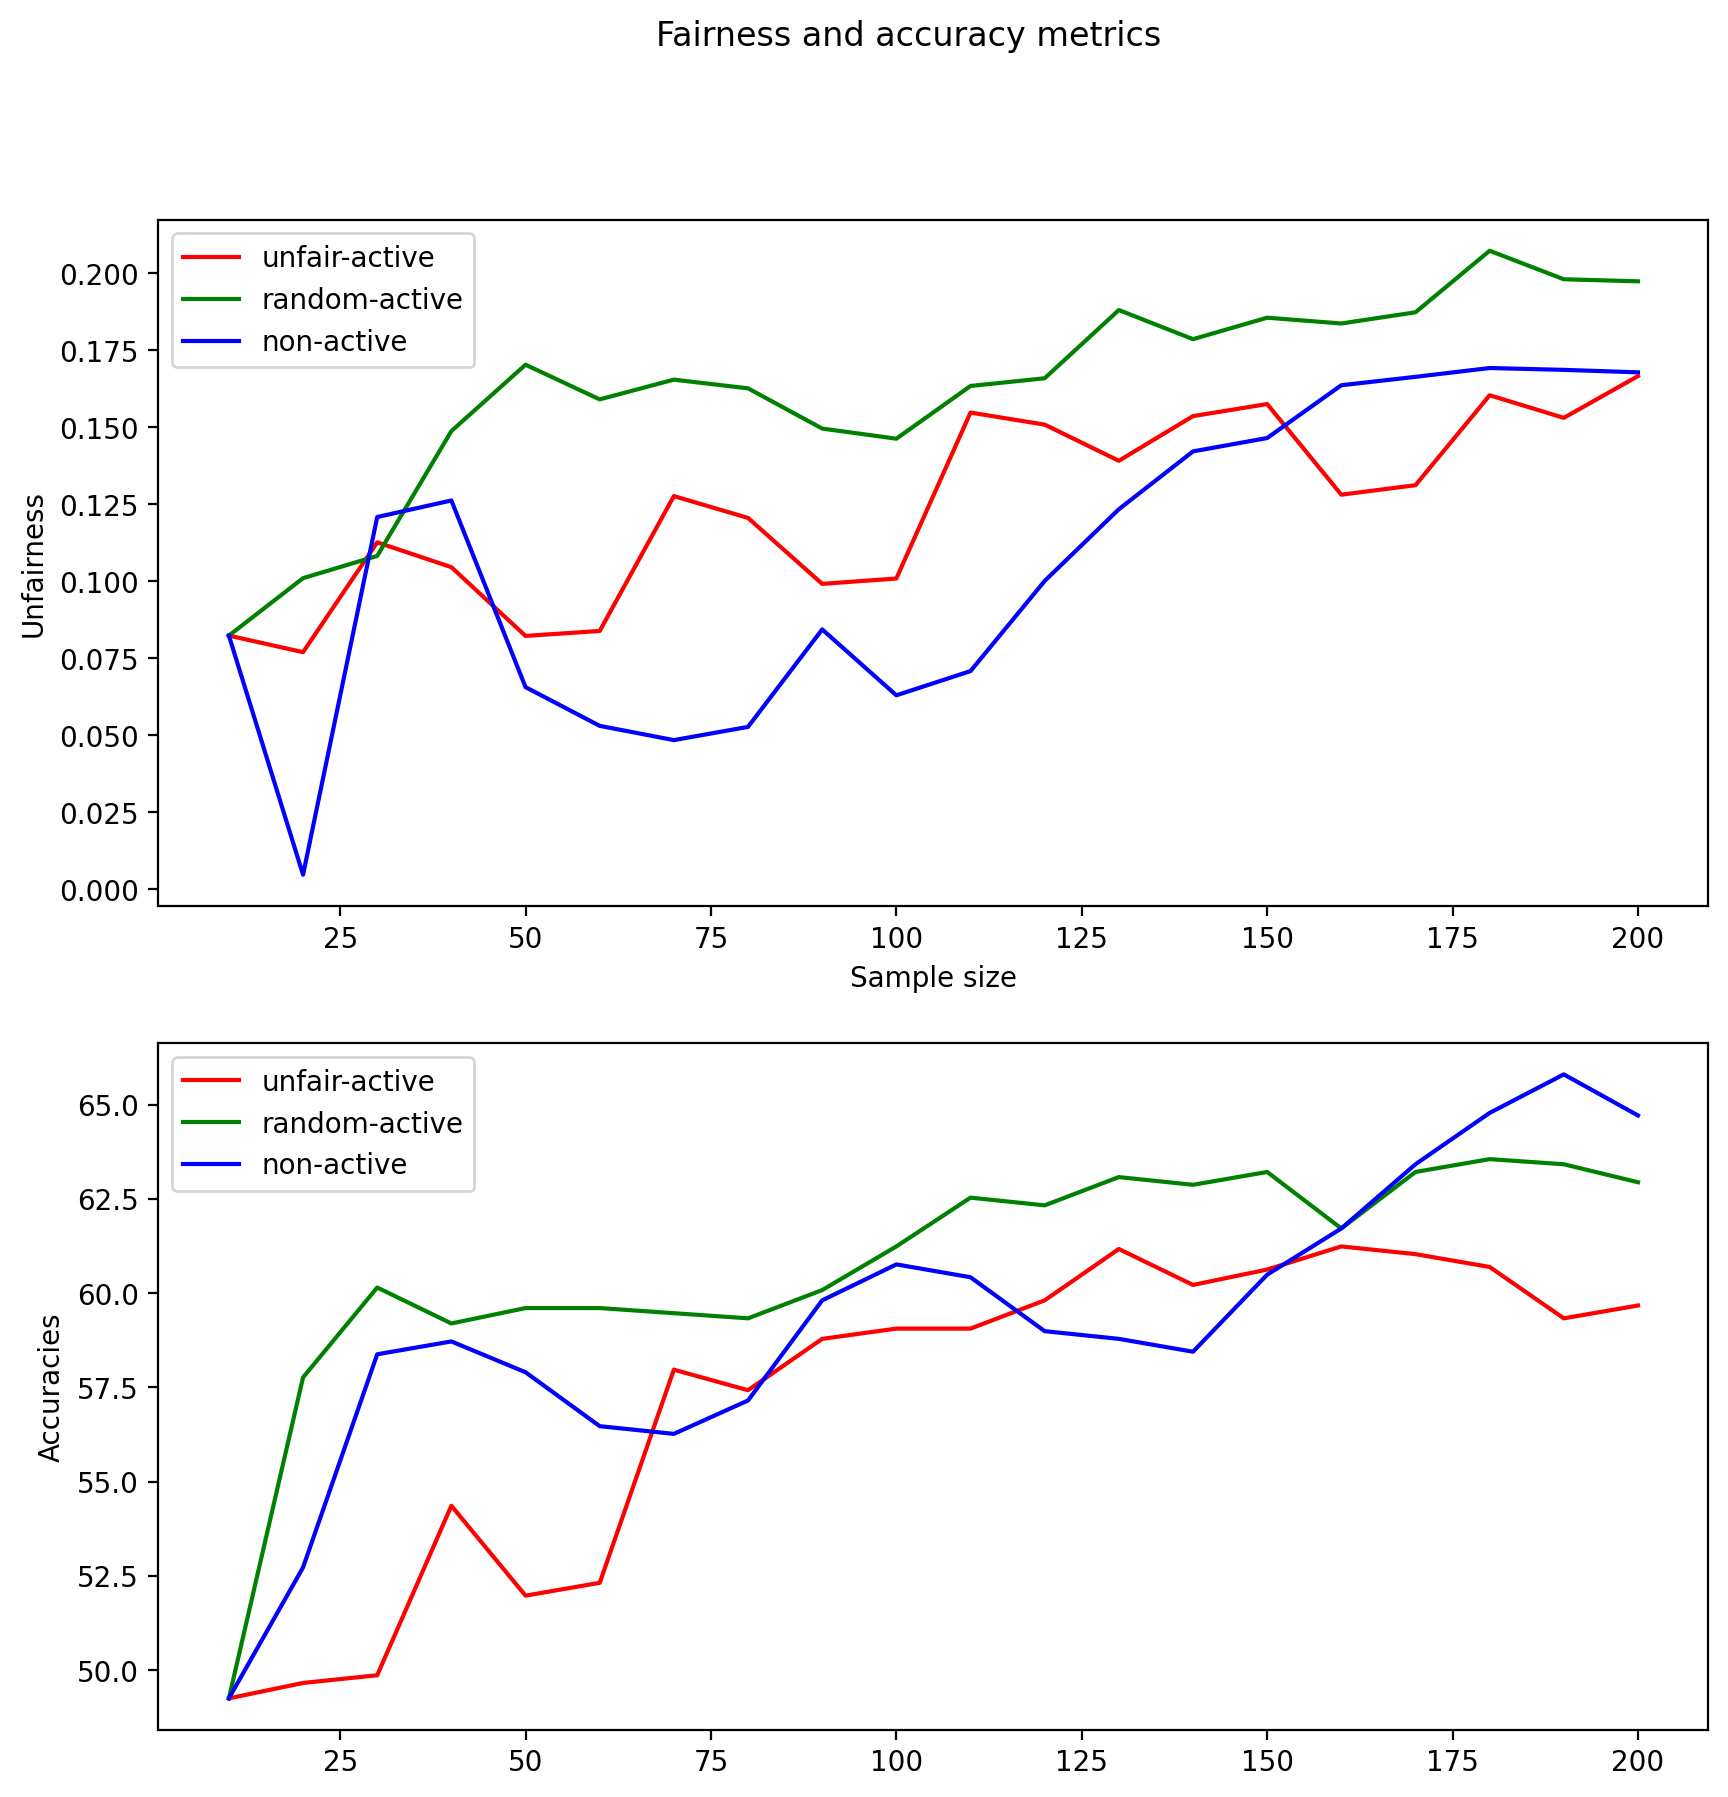 Fairness and accuracy metrics
unfair-active
random-active
non-active
0.200
0.175
0.150
0.125
0.100
0.075
0.050
0.025
0.000
Unfairness
25 50 75 100 125 150 175 200
Sample size
unfair-active
random-active
non-active
65.0
62.5
60.0
57.5
55.0
52.5
50.0
Accuracies
25 50 75 100 125 150 175 200